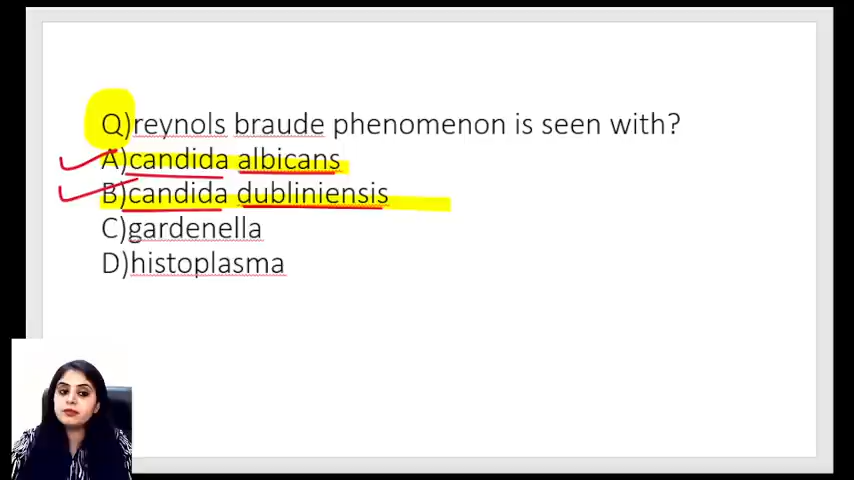 Q)reynols braude phenomenon is seen with?
A)candida albicans
B)candida dubliniensis
C)gardenella
D)histoplasma